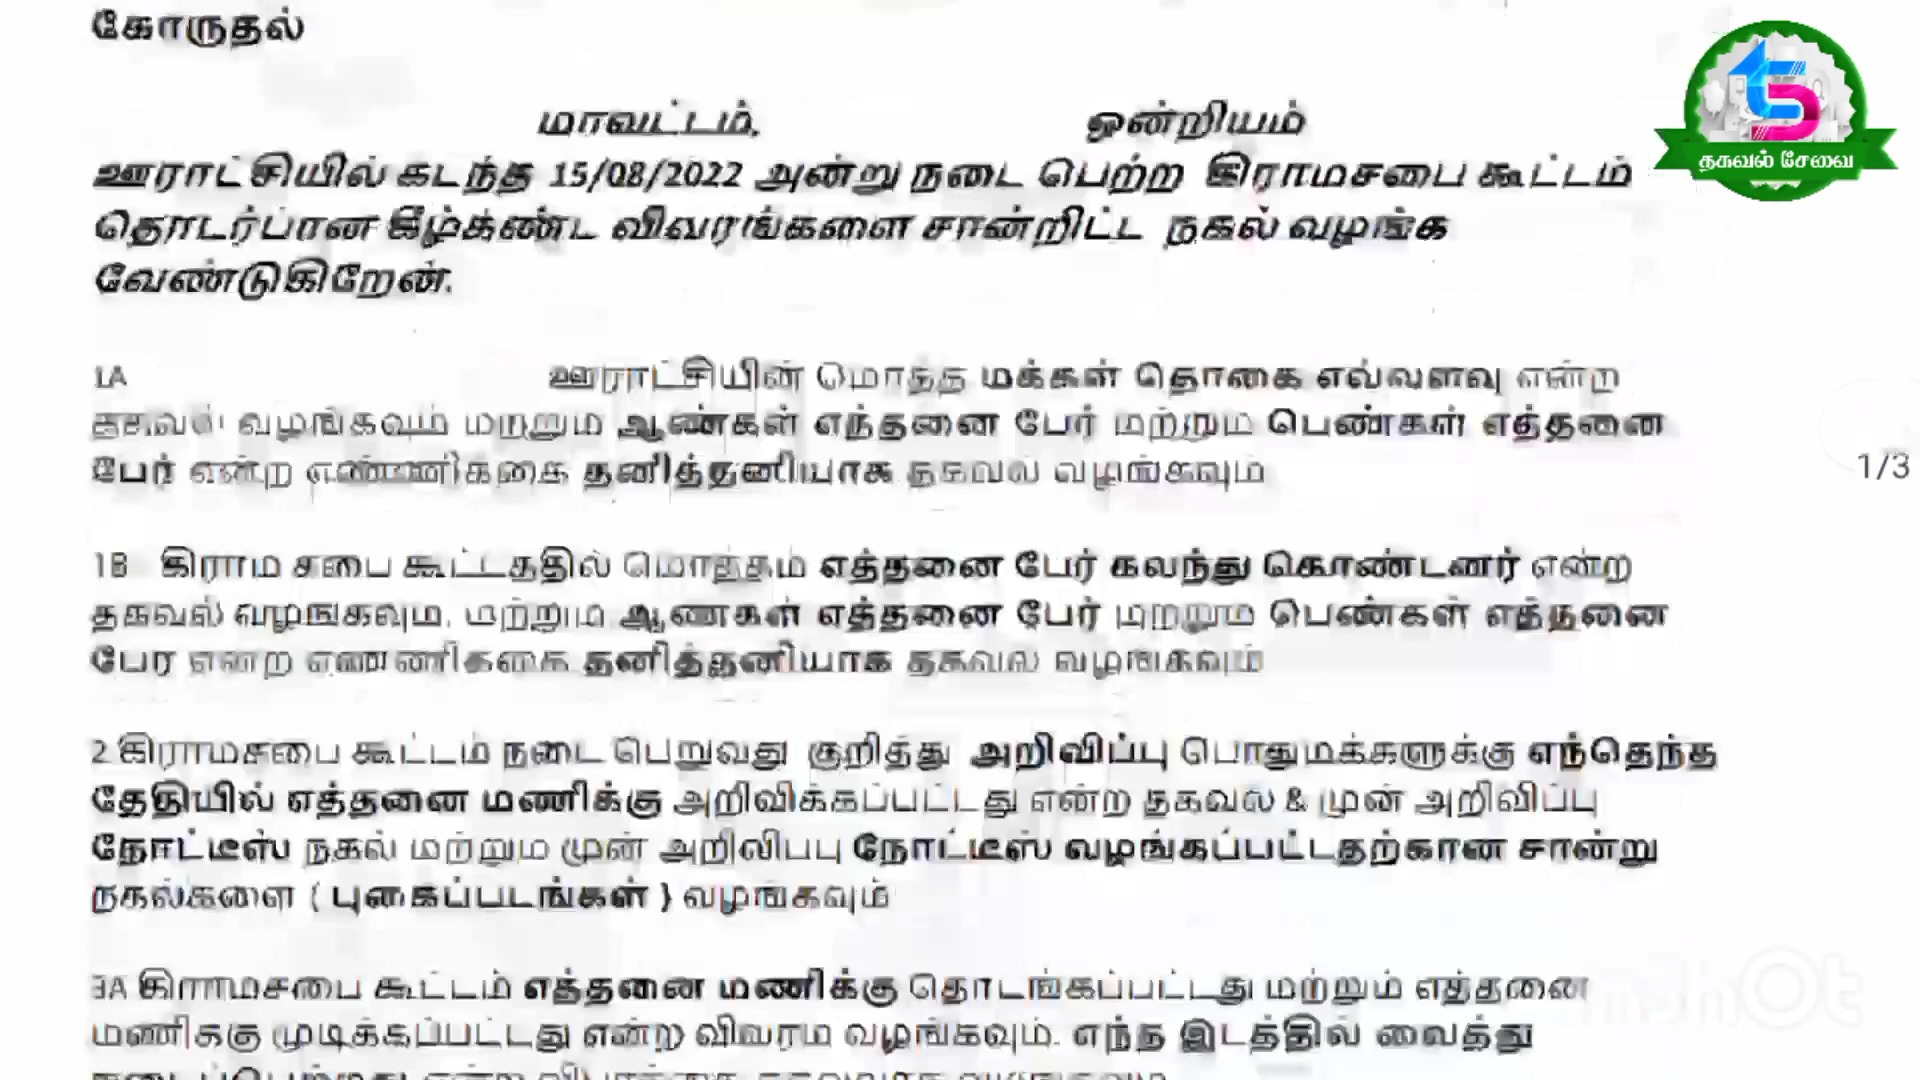 கோருதல்
மாவட்டம், ஒன்றியம்
ஊராட்சியில் கடந்த 15/08/2022 அன்று நடை பெற்ற கிராமசபை கூட்டம்
தொடர்பான கீழ்கண்ட விவரங்களை சான்றிட்ட நகல் வழங்க
வேண்டுகிறேன்.
தகவல் சேவை
1A ஊராட்சியின் மொத்த மக்கள் தொகை எவ்வளவு என்ற
தகவல் வழங்கவும் மற்றும் ஆண்கள் எந்தனை பேர் மற்றும் பெண்கள் எத்தனை
பேர் என்ற எண்ணிக்கை தனித்தனியாக தகவல் வழங்கவும்
1/3
1B கிராம சபை கூட்டத்தில் மொத்தம் எத்தனை பேர் கலந்து கொண்டனர் என்ற
தகவல் வழங்கவும். மற்றும் ஆண்கள் எத்தனை பேர் மற்றும் பெண்கள் எத்தனை
பேர் என்ற எண்ணிக்கை தனித்தனியாக தகவல் வழங்கவும்
2 கிராமசபை கூட்டம் நடை பெறுவது குறித்து அறிவிப்பு பொதுமக்களுக்கு எந்தெந்த
தேதியில் எத்தனை மணிக்கு அறிவிக்கப்பட்டது என்ற தகவல் & முன் அறிவிப்பு
நோட்டீஸ் நகல் மற்றும் முன் அறிவிப்பு நோட்டீஸ் வழங்கப்பட்டதற்கான சான்று
நகல்களை ( புகைப்படங்கள் ) வழங்கவும்
3A கிராமசபை கூட்டம் எத்தனை மணிக்கு தொடங்கப்பட்டது மற்றும் எத்தனை
மணிக்கு முடிக்கப்பட்டது என்ற விவரம் வழங்கவும். எந்த இடத்தில் வைத்து